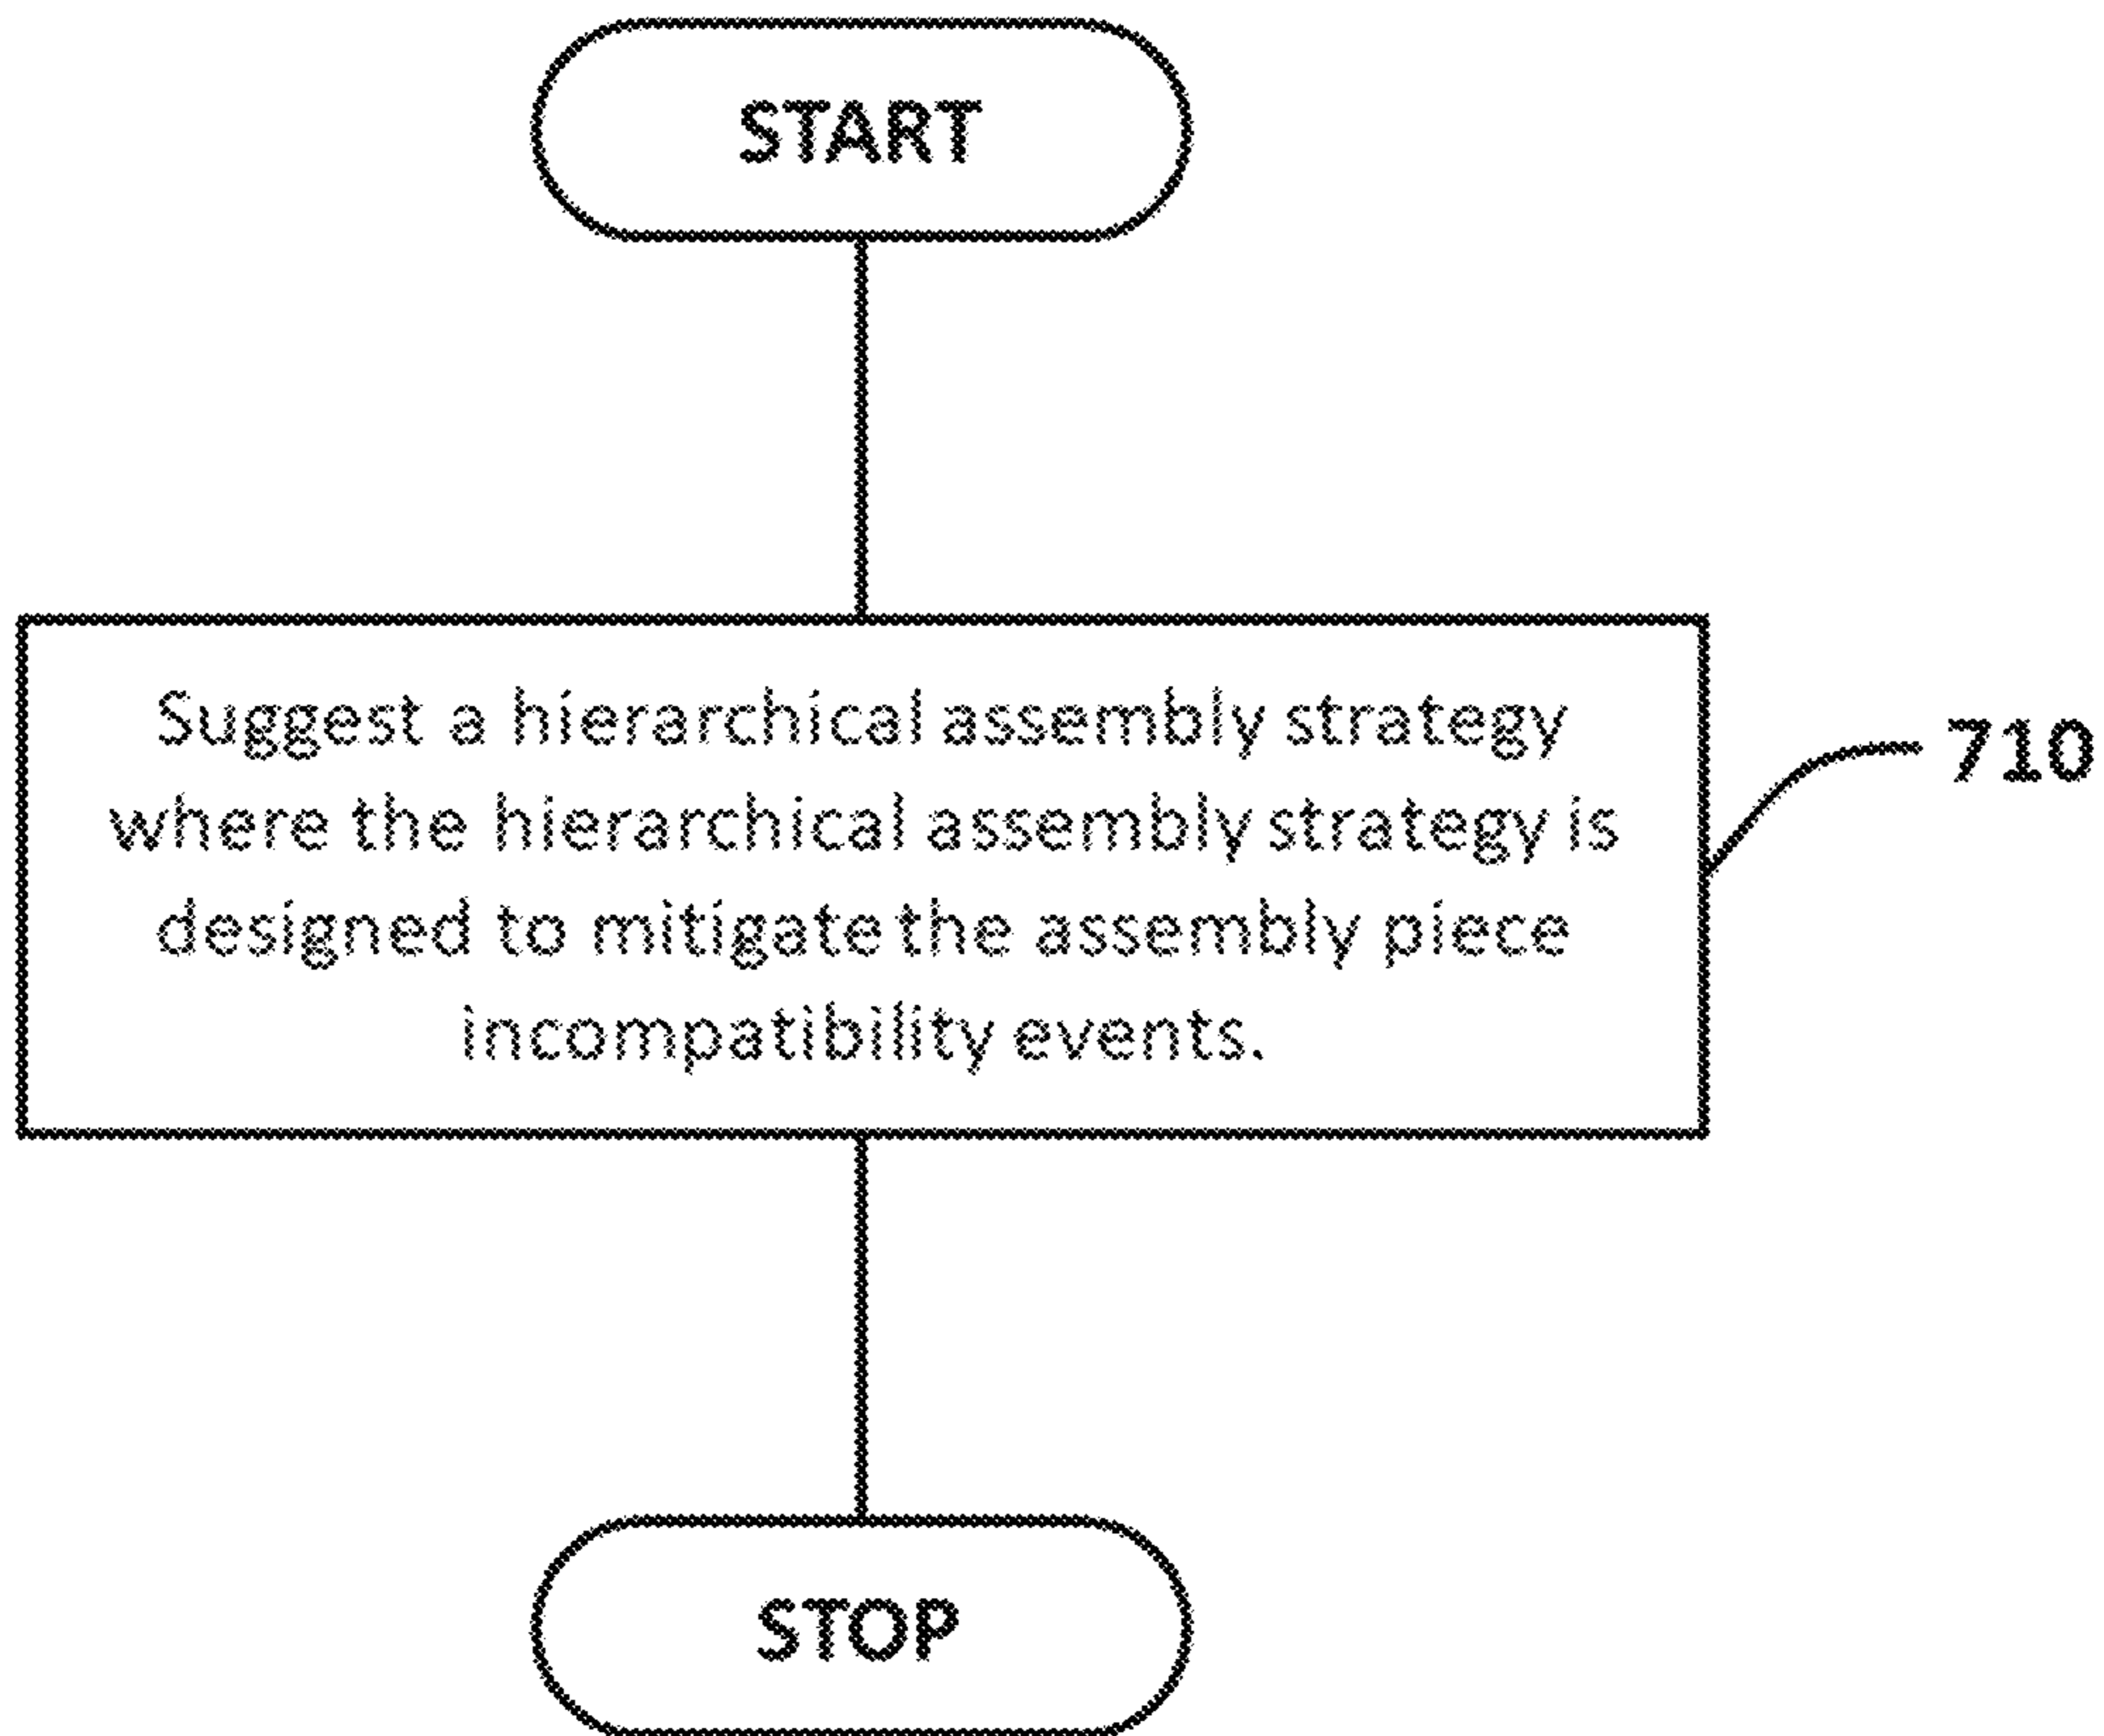 START
Suggest a hierarchical assembly strategy
where the hierarchical assembly strategy is
designed to mitigate the assembly piece
incompatibility events.
710
STOP